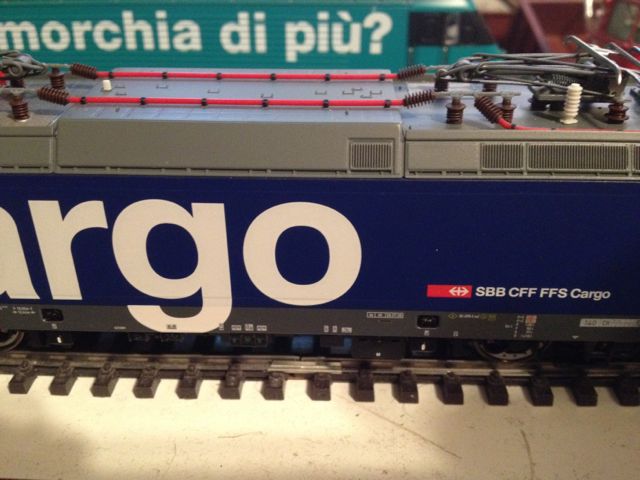 morchia di più?
argo
SBB CFF FFS Cargo